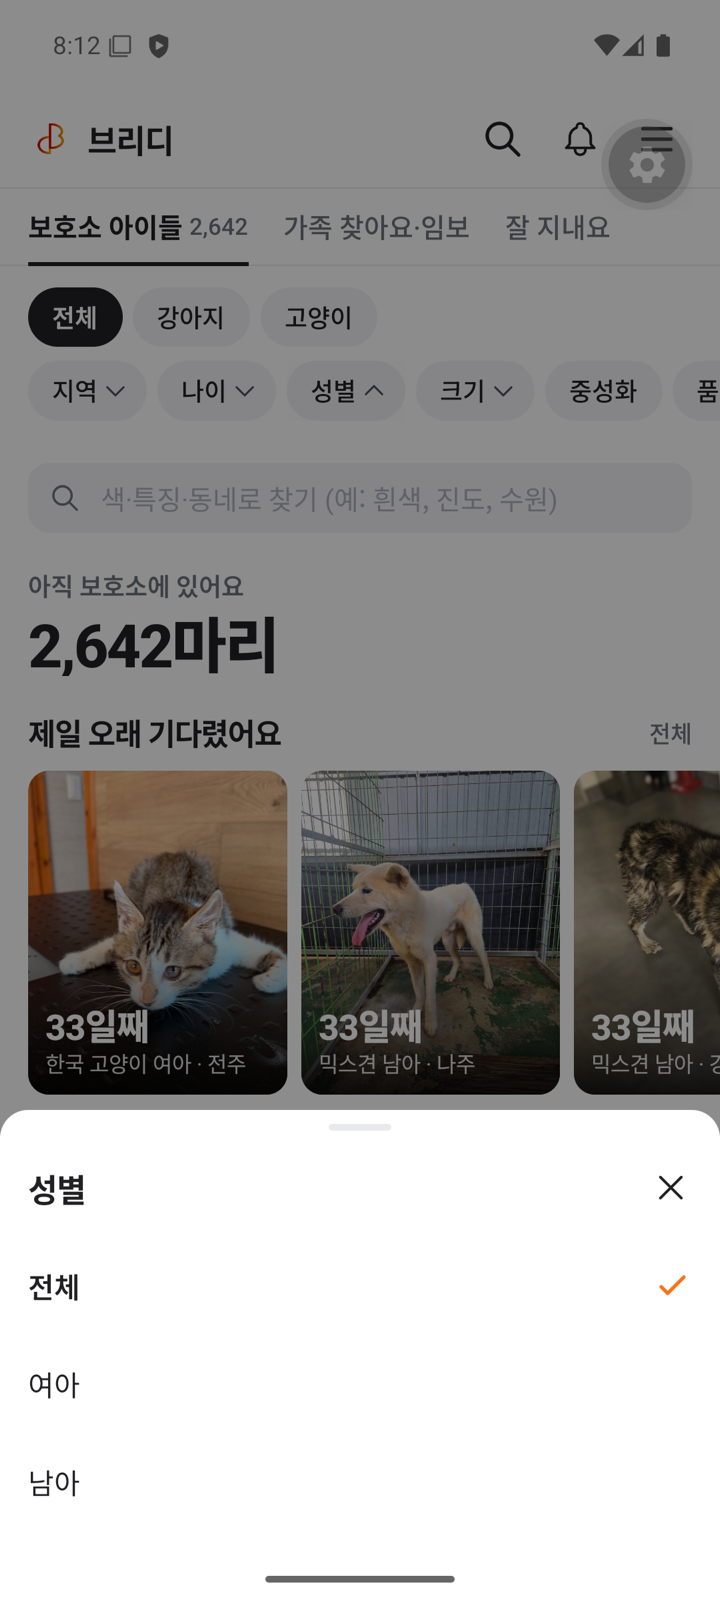 8:12
브리디
보호소 아이들 2,642 가족 찾아요·임보 잘 지내요
전체 강아지 고양이
지역 나이 성별 크기 중성화 품
색·특징·동네로 찾기 (예: 흰색, 진도, 수원)
아직 보호소에 있어요
2,642마리
제일 오래 기다렸어요 전체
33일째 33일째 33일째
한국 고양이 여아 · 전주 믹스견 남아 · 나주 믹스견 남아 ·
성별
전체
여아
남아